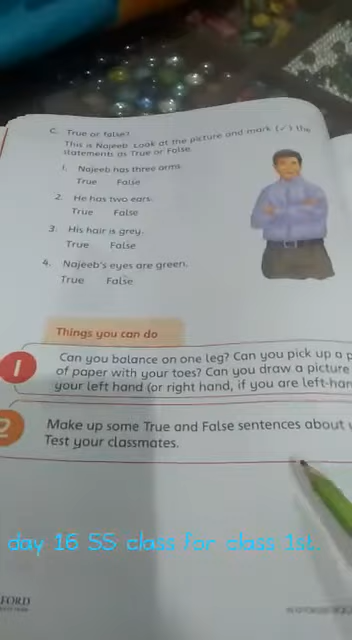 C. True or false?
This is Najeeb. Look at the picture and mark (✓) the
statements as True or False.
1. Najeeb has three arms.
True False
2. He has two ears.
True False
3. His hair is grey.
True False
4. Najeeb's eyes are green.
True False
Things you can do
1 Can you balance on one leg? Can you pick up a p
of paper with your toes? Can you draw a picture
your left hand (or right hand, if you are left-han
2 Make up some True and False sentences about
Test your classmates.
day 16 SS class for class 1st.
FORD